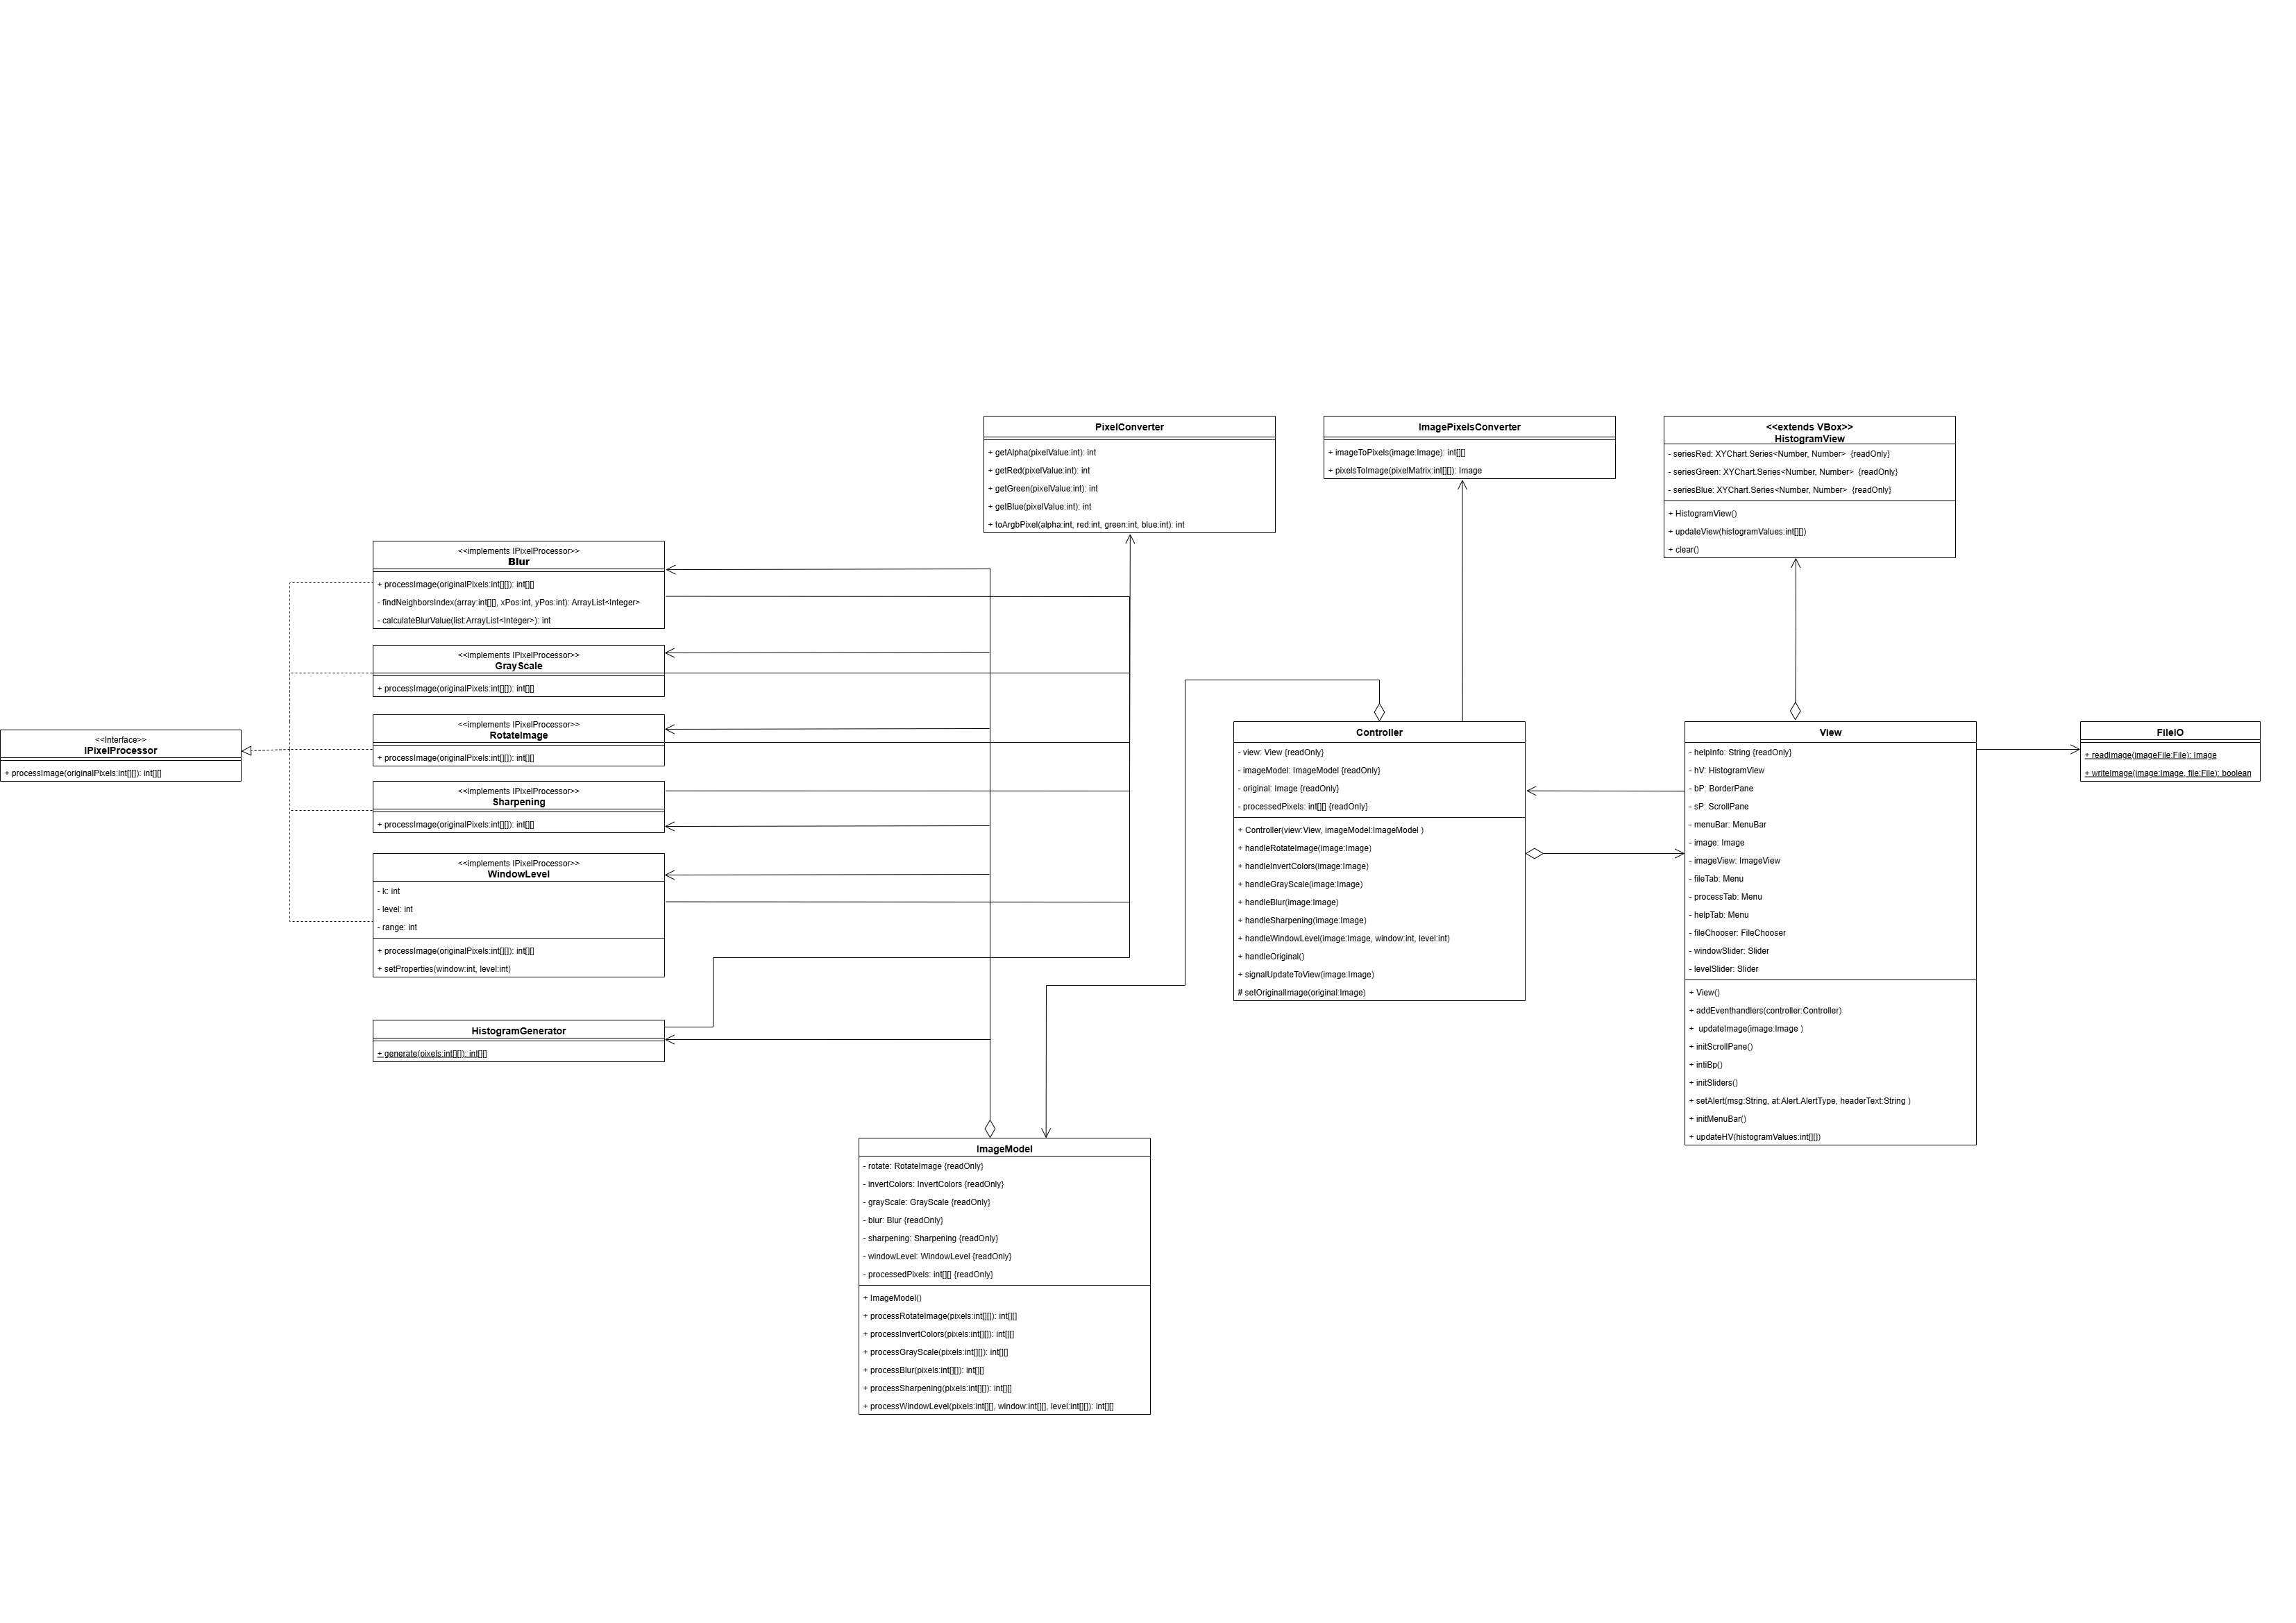 PixelConverter
+ getAlpha(pixelValue:int): int
+ getRed(pixelValue:int): int
+ getGreen(pixelValue:int): int
+ getBlue(pixelValue:int): int
+ toArgbPixel(alpha:int, red:int, green:int, blue:int): int
ImagePixelsConverter
+ imageToPixels(image:Image): int[][]
+ pixelsToImage(pixelMatrix:int[][]): Image
<<extends VBox>>
HistogramView
- seriesRed: XYChart.Series<Number, Number>  {readOnly}
- seriesGreen: XYChart.Series<Number, Number>  {readOnly}
- seriesBlue: XYChart.Series<Number, Number>  {readOnly}
+ HistogramView()
+ updateView(histogramValues:int[][])
+ clear()
<<implements IPixelProcessor>>
Blur
+ processImage(originalPixels:int[][]): int[][]
- findNeighborsIndex(array:int[][], xPos:int, yPos:int): ArrayList<Integer>
- calculateBlurValue(list:ArrayList<Integer>): int
<<implements IPixelProcessor>>
GrayScale
+ processImage(originalPixels:int[][]): int[][]
<<implements IPixelProcessor>>
RotateImage
+ processImage(originalPixels:int[][]): int[][]
<<Interface>>
IPixelProcessor
+ processImage(originalPixels:int[][]): int[][]
<<implements IPixelProcessor>>
Sharpening
+ processImage(originalPixels:int[][]): int[][]
<<implements IPixelProcessor>>
WindowLevel
- k: int
- level: int
- range: int
+ processImage(originalPixels:int[][]): int[][]
+ setProperties(window:int, level:int)
HistogramGenerator
+ generate(pixels:int[][]): int[][]
Controller
- view: View {readOnly}
- imageModel: ImageModel {readOnly}
- original: Image {readOnly}
- processedPixels: int[][] {readOnly}
+ Controller(view:View, imageModel:ImageModel )
+ handleRotateImage(image:Image)
+ handleInvertColors(image:Image)
+ handleGrayScale(image:Image)
+ handleBlur(image:Image)
+ handleSharpening(image:Image)
+ handleWindowLevel(image:Image, window:int, level:int)
+ handleOriginal()
+ signalUpdateToView(image:Image)
# setOriginalImage(original:Image)
View
- helpInfo: String {readOnly}
- hV: HistogramView
- bP: BorderPane
- sP: ScrollPane
- menuBar: MenuBar
- image: Image
- imageView: ImageView
- fileTab: Menu
- processTab: Menu
- helpTab: Menu
- fileChooser: FileChooser
- windowSlider: Slider
- levelSlider: Slider
+ View()
+ addEventhandlers(controller:Controller)
+  updateImage(image:Image )
+ initScrollPane()
+ intiBp()
+ initSliders()
+ setAlert(msg:String, at:Alert.AlertType, headerText:String )
+ initMenuBar()
+ updateHV(histogramValues:int[][])
FileIO
+ readImage(imageFile:File): Image
+ writeImage(image:Image, file:File): boolean
ImageModel
- rotate: RotateImage {readOnly}
- invertColors: InvertColors {readOnly}
- grayScale: GrayScale {readOnly}
- blur: Blur {readOnly}
- sharpening: Sharpening {readOnly}
- windowLevel: WindowLevel {readOnly}
- processedPixels: int[][] {readOnly}
+ ImageModel()
+ processRotateImage(pixels:int[][]): int[][]
+ processInvertColors(pixels:int[][]): int[][]
+ processGrayScale(pixels:int[][]): int[][]
+ processBlur(pixels:int[][]): int[][]
+ processSharpening(pixels:int[][]): int[][]
+ processWindowLevel(pixels:int[][], window:int[][], level:int[][]): int[][]